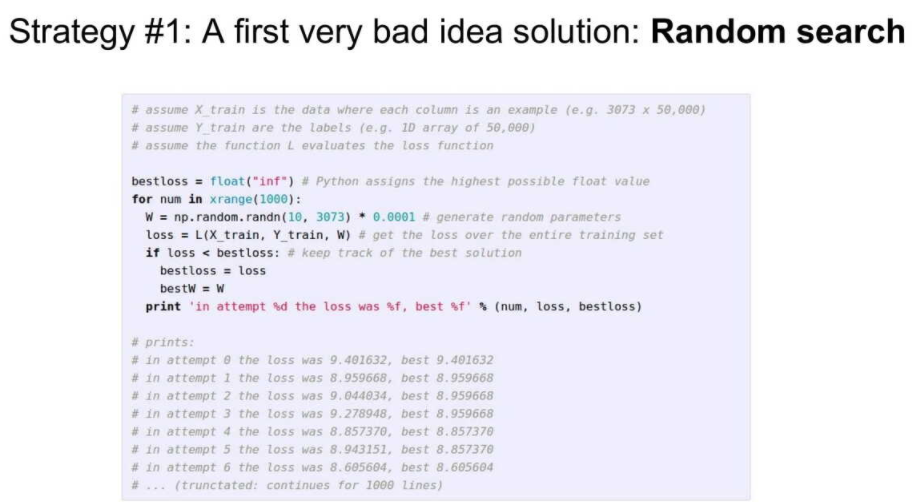 Strategy #1: A first very bad idea solution: Random search
# assume X_train is the data where each column is an example (e.g. 3073 x 50,000)
# assume Y_train are the labels (e.g. 1D array of 50,000)
# assume the function L evaluates the loss function
bestloss = float("inf") # Python assigns the highest possible float value
for num in xrange(1000):
  W = np.random.randn(10, 3073) * 0.0001 # generate random parameters
  loss = L(X_train, Y_train, W) # get the loss over the entire training set
  if loss < bestloss: # keep track of the best solution
    bestloss = loss
    bestW = W
  print 'in attempt %d the loss was %f, best %f' % (num, loss, bestloss)
# prints:
# in attempt 0 the loss was 9.401632, best 9.401632
# in attempt 1 the loss was 8.959668, best 8.959668
# in attempt 2 the loss was 9.044034, best 8.959668
# in attempt 3 the loss was 9.278948, best 8.959668
# in attempt 4 the loss was 8.857370, best 8.857370
# in attempt 5 the loss was 8.943151, best 8.857370
# in attempt 6 the loss was 8.605604, best 8.605604
# ... (trunctated: continues for 1000 lines)